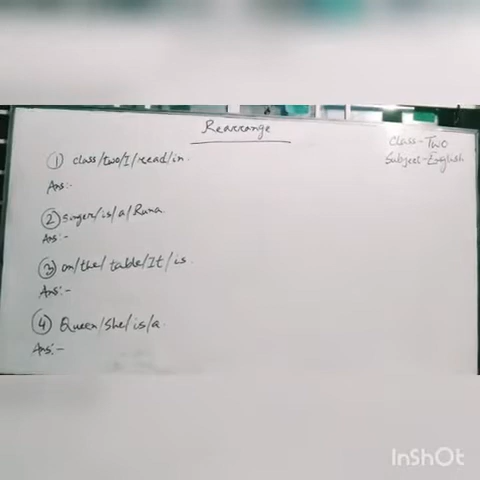 Rearrange
Class-Two
Subject-English
① class/two/I/read/in.
Ans:-
② singer/is/a/Runa.
Ans:-
③ on/the/table/It/is.
Ans:-
④ Queen/She/is/a.
Ans:-
InShOt